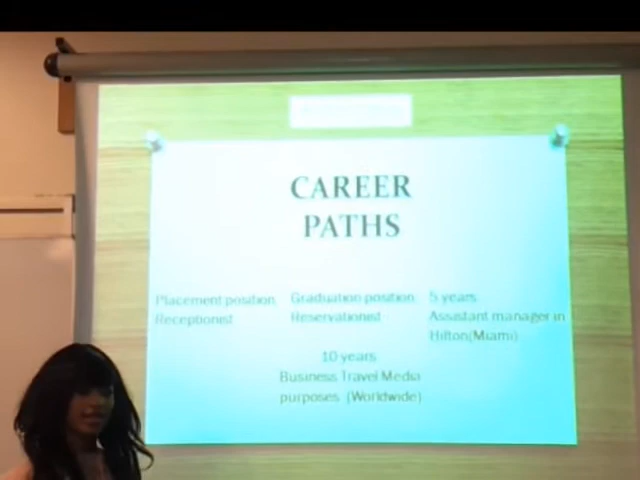 CAREER
PATHS
Placement position
Receptionist
Graduation position
Reservationist
5 years
Assistant manager in
Hilton(Miami)
10 years
Business Travel Media
purposes (Worldwide)